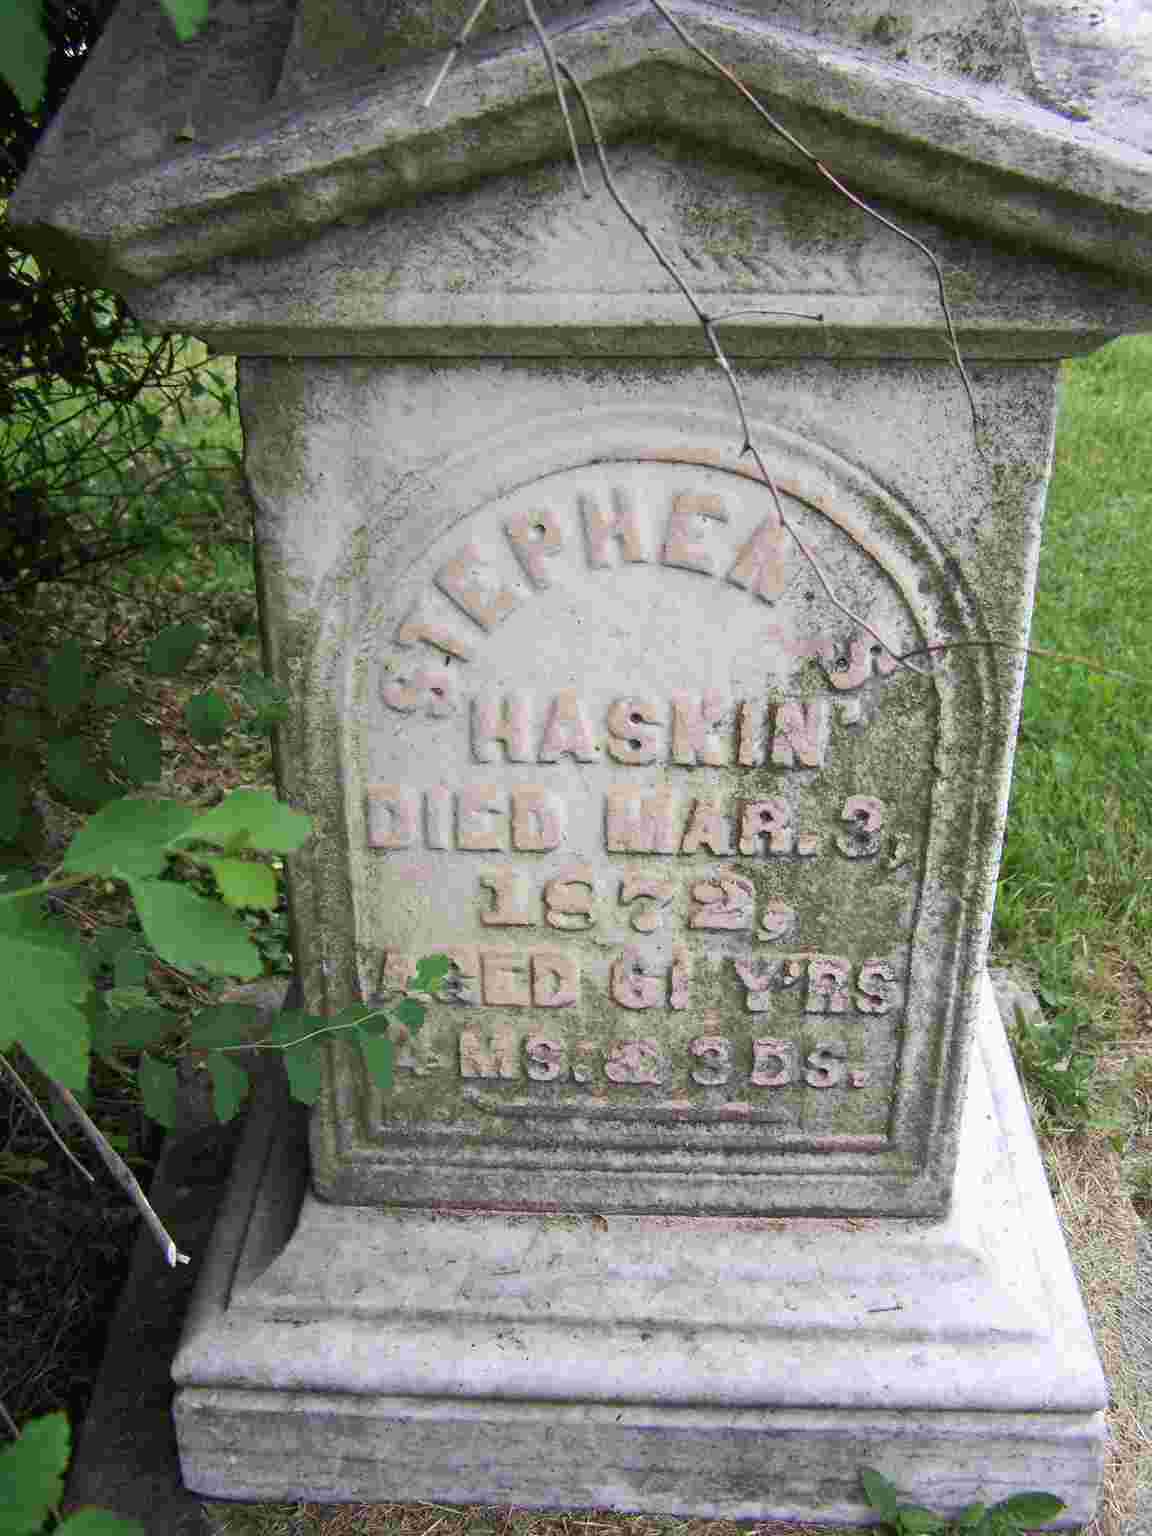 STEPHEN S.
HASKIN
DIED MAR. 3,
1872,
AGED 61 Y'RS
4 MS. & 3 DS.